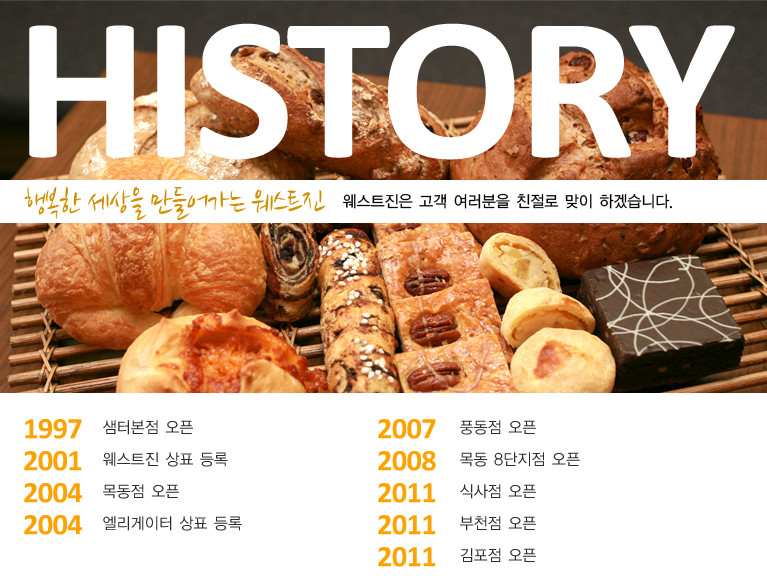 HISTORY
행복한 세상을 만들어가는 웨스트진 웨스트진은 고객 여러분을 친절로 맞이 하겠습니다.
1997 샘터본점 오픈
2001 웨스트진 상표 등록
2004 목동점 오픈
2004 엘리게이터 상표 등록
2007 풍동점 오픈
2008 목동 8단지점 오픈
2011 식사점 오픈
2011 부천점 오픈
2011 김포점 오픈